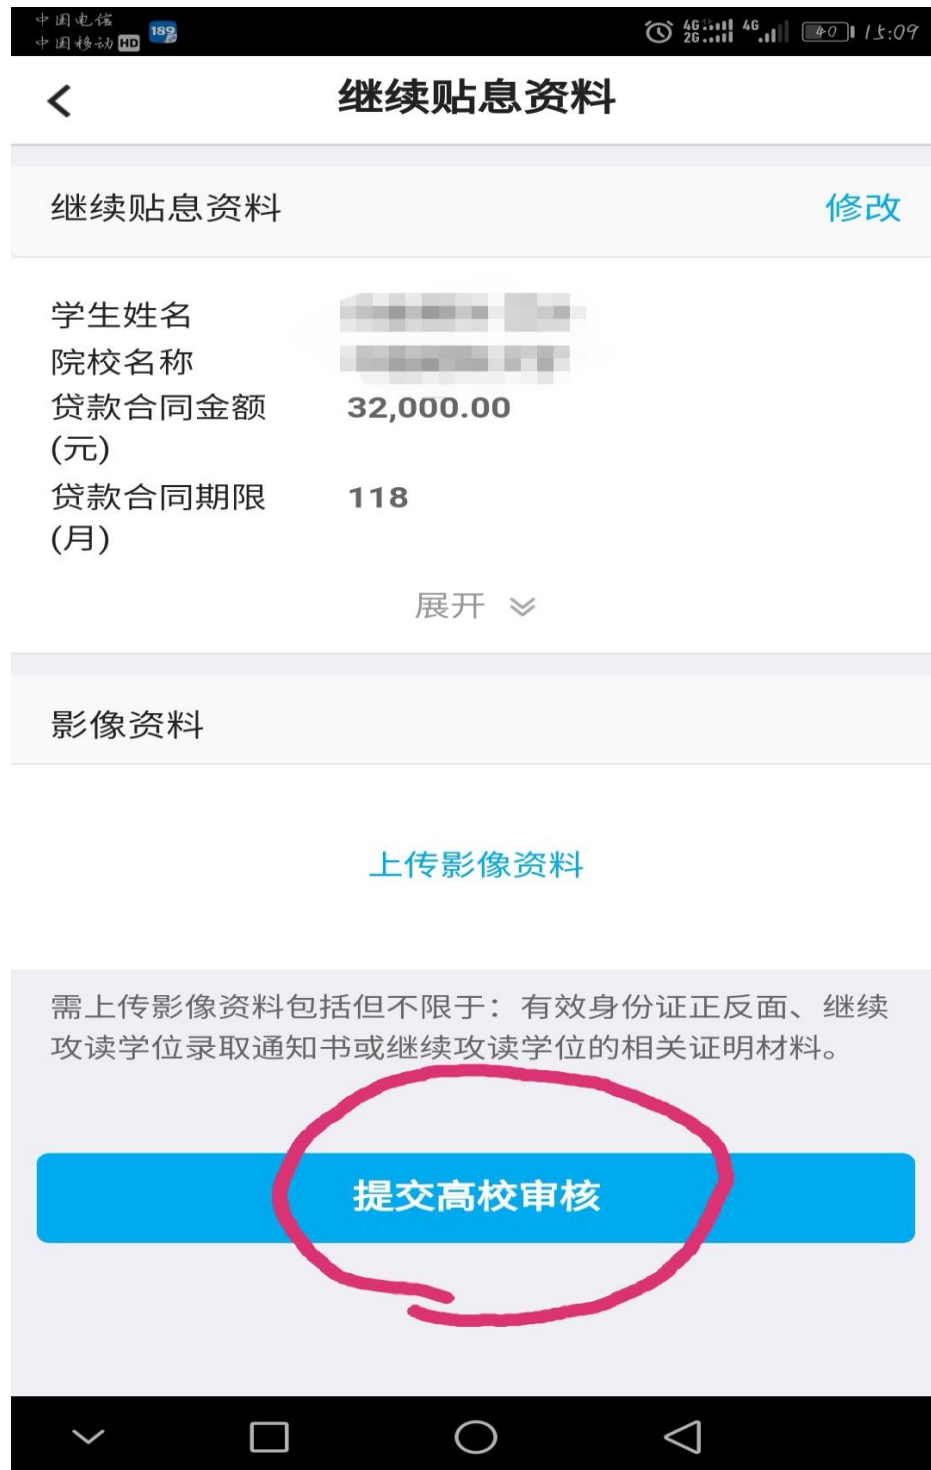 中国电信
中国移动 HD 189
4G 4G 40 15:09
2G
继续贴息资料
继续贴息资料 修改
学生姓名
院校名称
贷款合同金额 32,000.00
(元)
贷款合同期限 118
(月)
展开
影像资料
上传影像资料
需上传影像资料包括但不限于：有效身份证正反面、继续
攻读学位录取通知书或继续攻读学位的相关证明材料。
提交高校审核